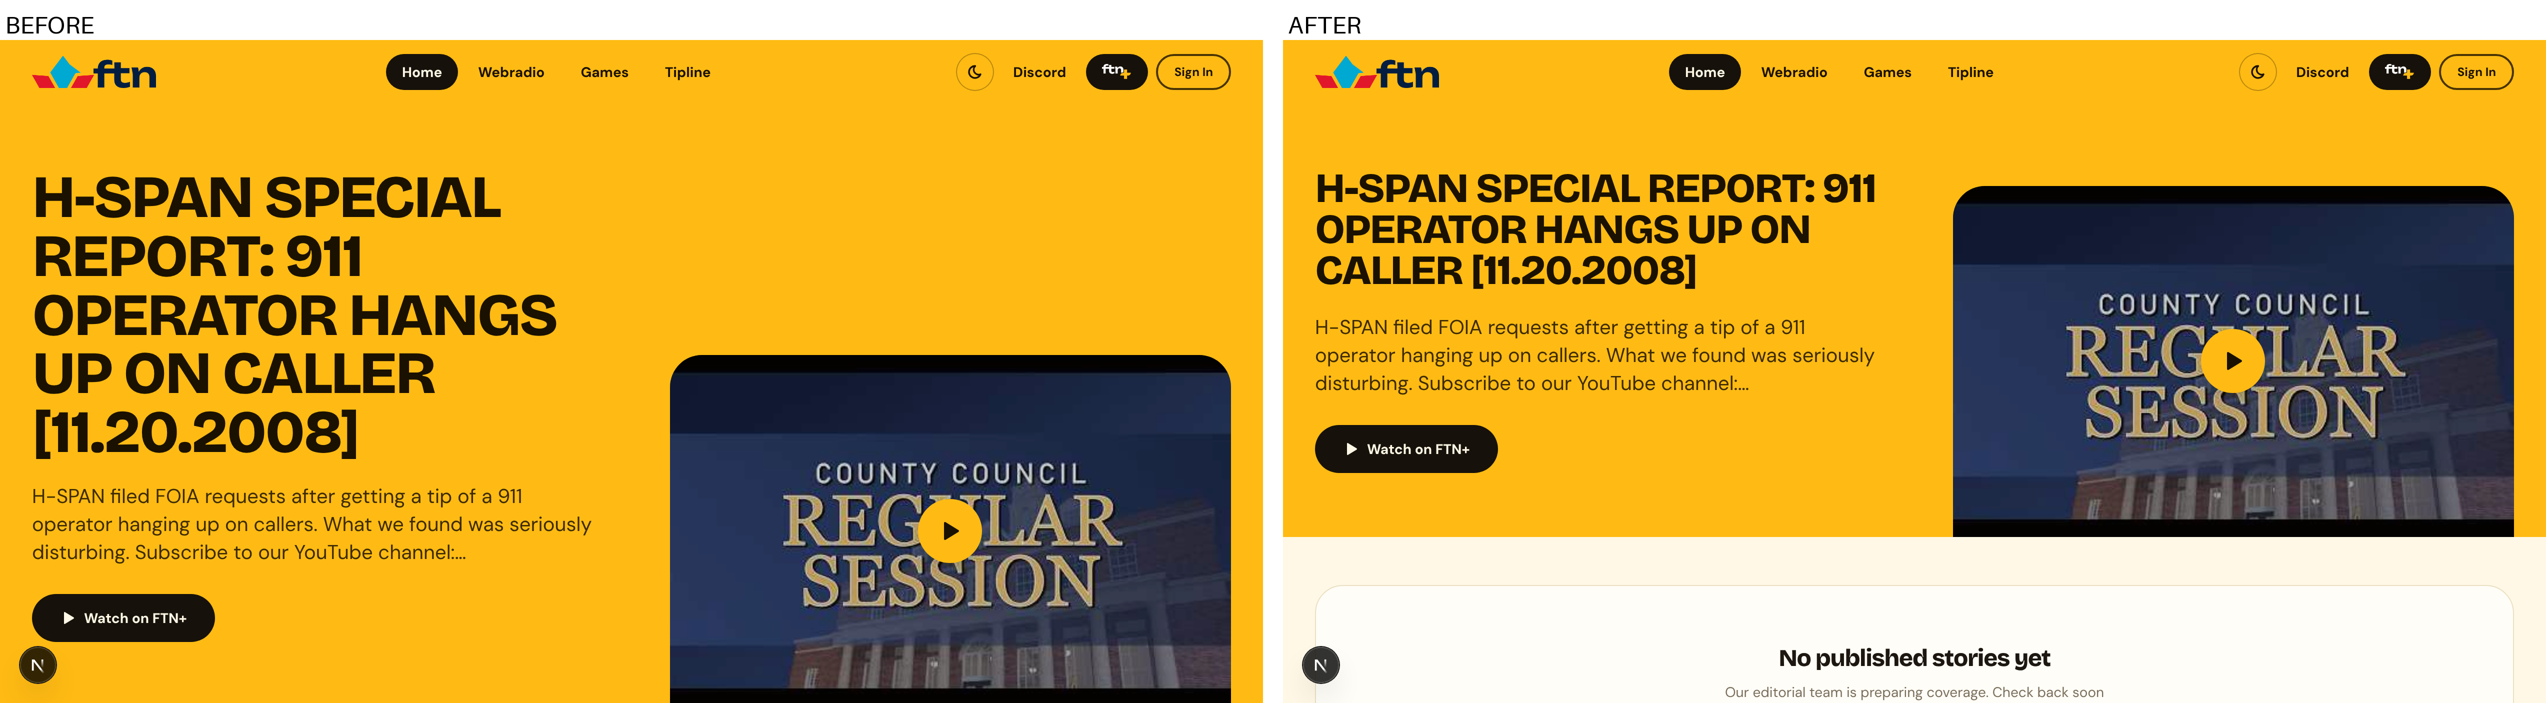 BEFORE
ftn
Home
Webradio
Games
Tipline
Discord
ftn+
Sign In
H-SPAN SPECIAL
REPORT: 911
OPERATOR HANGS
UP ON CALLER
[11.20.2008]
H-SPAN filed FOIA requests after getting a tip of a 911
operator hanging up on callers. What we found was seriously
disturbing. Subscribe to our YouTube channel:...
Watch on FTN+
COUNTY COUNCIL
REGULAR
SESSION
N
AFTER
ftn
Home
Webradio
Games
Tipline
Discord
ftn+
Sign In
H-SPAN SPECIAL REPORT: 911
OPERATOR HANGS UP ON
CALLER [11.20.2008]
H-SPAN filed FOIA requests after getting a tip of a 911
operator hanging up on callers. What we found was seriously
disturbing. Subscribe to our YouTube channel:...
Watch on FTN+
COUNTY COUNCIL
REGULAR
SESSION
No published stories yet
Our editorial team is preparing coverage. Check back soon
N